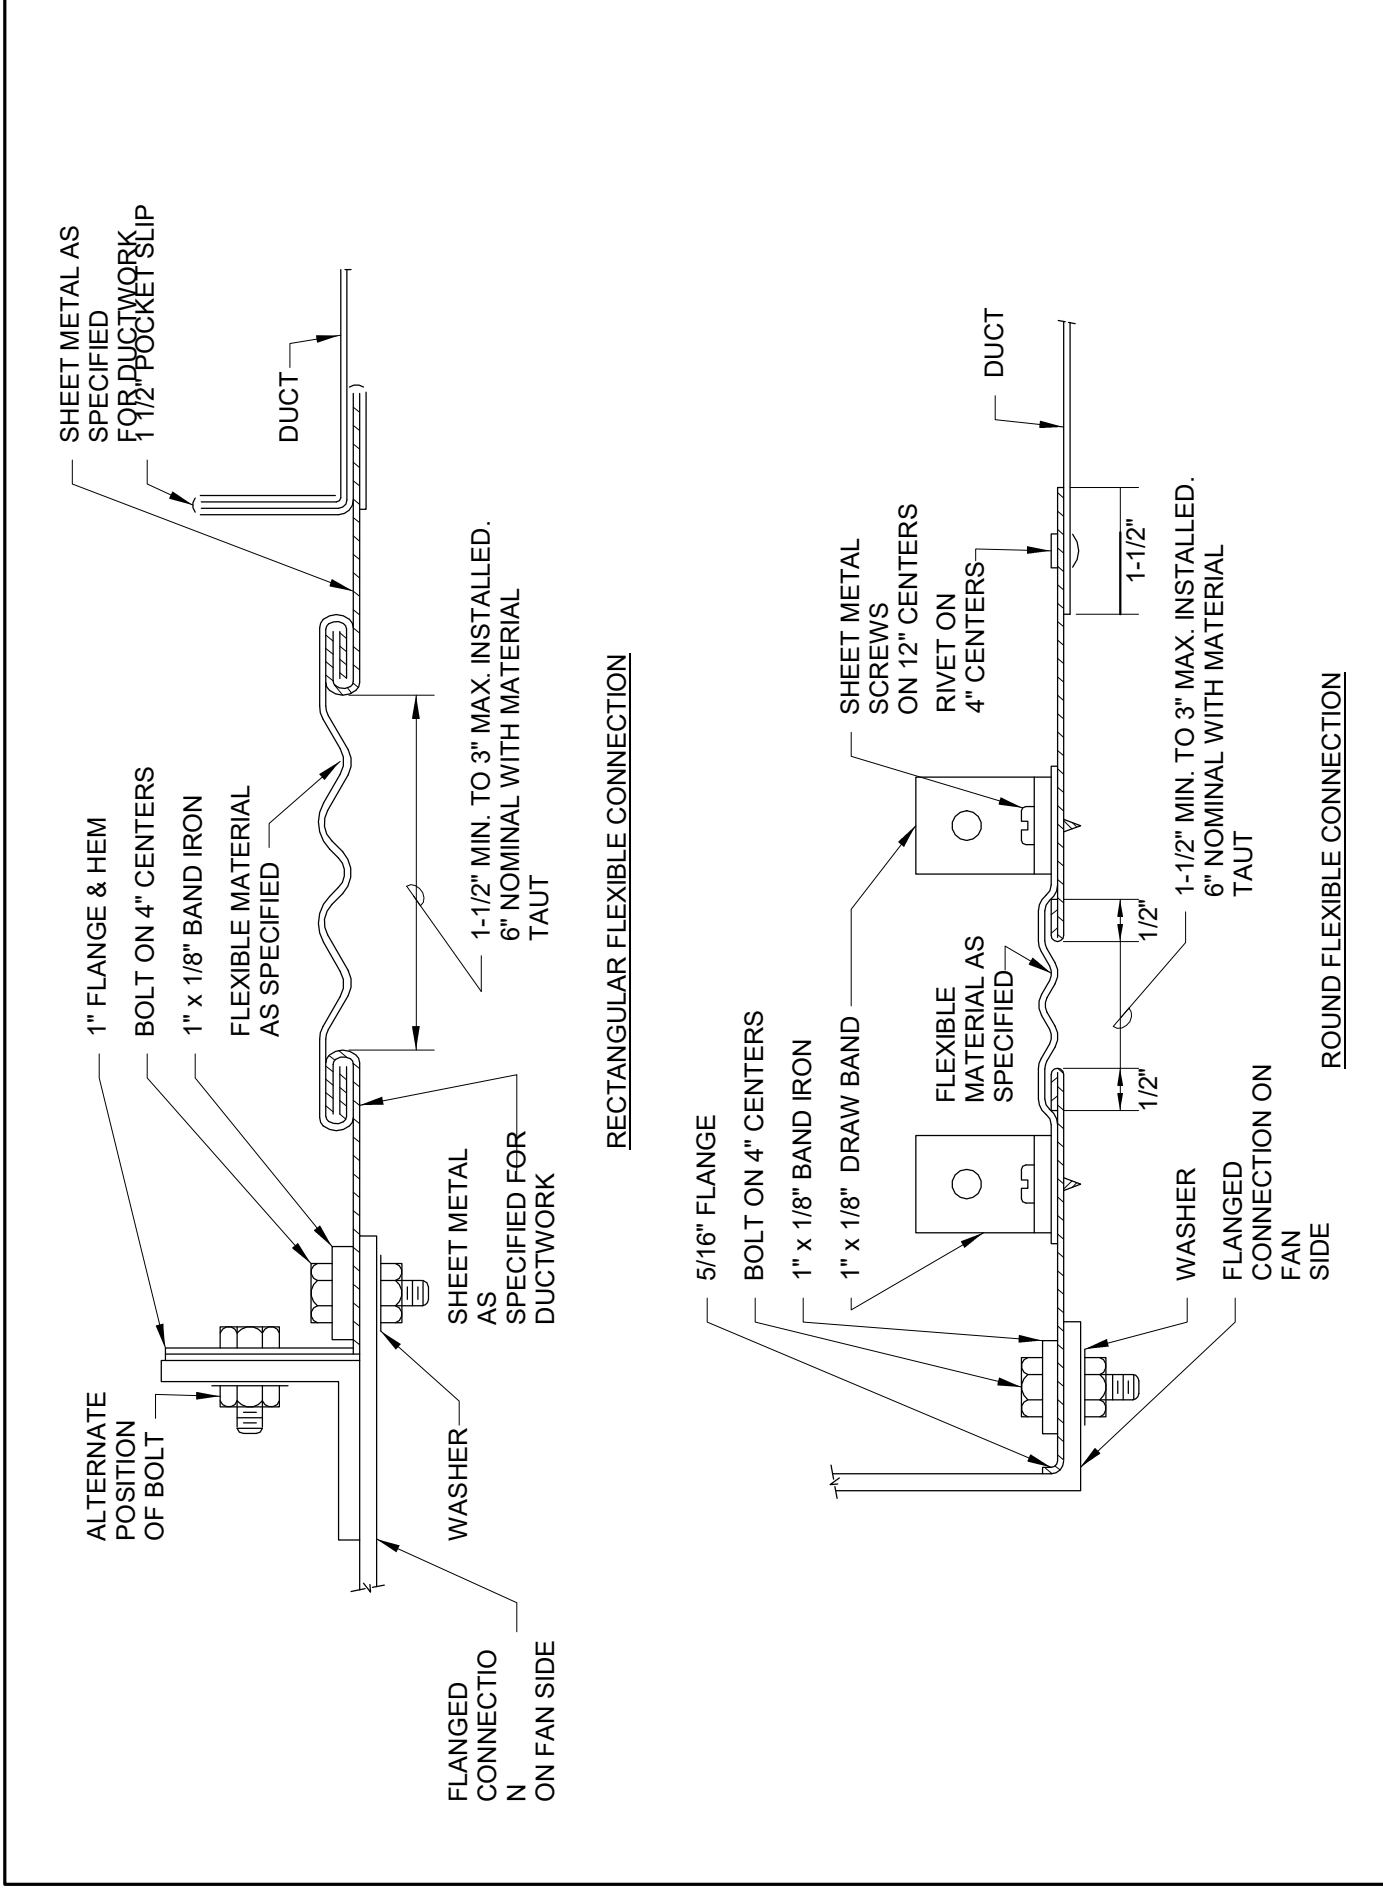 SHEET METAL AS
SPECIFIED
FOR DUCTWORK
1 1/2" POCKET SLIP
DUCT
1" FLANGE & HEM
BOLT ON 4" CENTERS
1" x 1/8" BAND IRON
FLEXIBLE MATERIAL
AS SPECIFIED
ALTERNATE
POSITION
OF BOLT
1-1/2" MIN. TO 3" MAX. INSTALLED.
6" NOMINAL WITH MATERIAL
TAUT
SHEET METAL
AS
SPECIFIED FOR
DUCTWORK
WASHER
FLANGED
CONNECTIO
N
ON FAN SIDE
RECTANGULAR FLEXIBLE CONNECTION
5/16" FLANGE
BOLT ON 4" CENTERS
1" x 1/8" BAND IRON
1" x 1/8" DRAW BAND
FLEXIBLE
MATERIAL AS
SPECIFIED
SHEET METAL
SCREWS
ON 12" CENTERS
RIVET ON
4" CENTERS
DUCT
1/2"
1/2"
1-1/2"
WASHER
FLANGED
CONNECTION ON
FAN
SIDE
1-1/2" MIN. TO 3" MAX. INSTALLED.
6" NOMINAL WITH MATERIAL
TAUT
ROUND FLEXIBLE CONNECTION